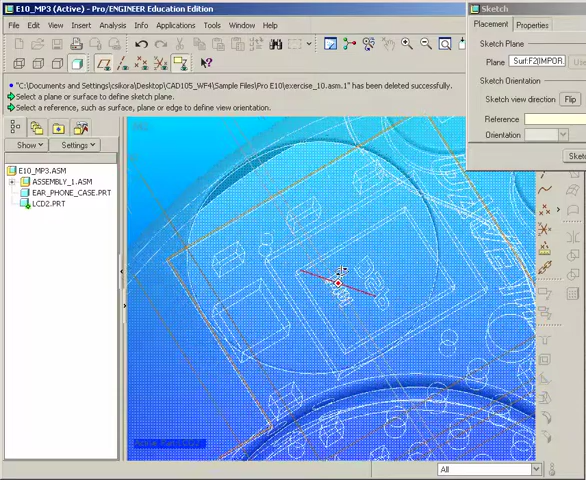 E10_MP3 (Active) - Pro/ENGINEER Education Edition
File Edit View Insert Analysis Info Applications Tools Window Help
"C:\Documents and Settings\csikora\Desktop\CAD105_WF4\Sample Files\Pro E10\exercise_10.asm.1" has been deleted successfully.
Select a plane or surface to define sketch plane.
Select a reference, such as surface, plane or edge to define view orientation.
Show Settings
E10_MP3.ASM
ASSEMBLY_1.ASM
EAR_PHONE_CASE.PRT
LCD2.PRT
Sketch
Placement Properties
Sketch Plane
Plane Surf:F2(IMPOR Use
Sketch Orientation
Sketch view direction Flip
Reference
Orientation
Sketc
All